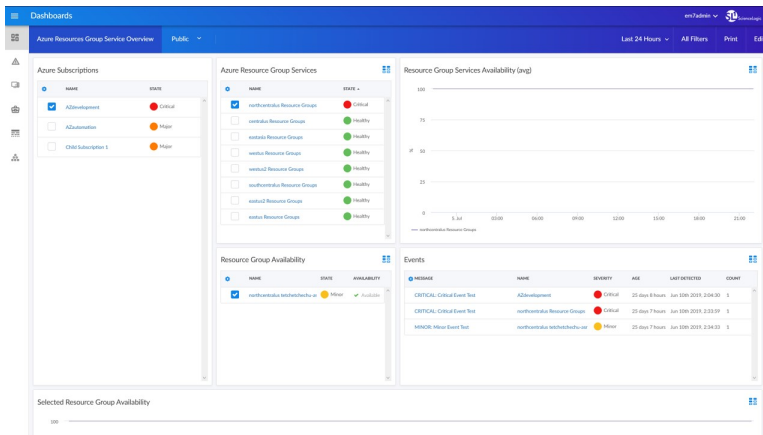 Dashboards
em7admin
ScienceLogic
Azure Resources Group Service Overview
Public
Last 24 Hours
All Filters
Print
Edi
Azure Subscriptions
NAME STATE
AZdevelopment Critical
AZautomation Major
Child Subscription 1 Major
Azure Resource Group Services
NAME STATE
northcentralus Resource Groups Critical
centralus Resource Groups Healthy
eastasia Resource Groups Healthy
westus Resource Groups Healthy
westus2 Resource Groups Healthy
southcentralus Resource Groups Healthy
eastus2 Resource Groups Healthy
eastus Resource Groups Healthy
Resource Group Services Availability (avg)
100
75
%
50
25
0
5. Jul 03:00 06:00 09:00 12:00 15:00 18:00 21:00
northcentralus Resource Groups
Resource Group Availability
NAME STATE AVAILABILITY
northcentralus Minor Available
Events
MESSAGE NAME SEVERITY AGE LAST DETECTED COUNT
CRITICAL: Critical Event Test AZdevelopment Critical 25 days 8 hours Jun 10th 2019, 2:04:30 1
CRITICAL: Critical Event Test northcentralus Resource Groups Critical 25 days 7 hours Jun 10th 2019, 2:33:59 1
MINOR: Minor Event Test northcentralus Minor 25 days 7 hours Jun 10th 2019, 2:34:33 1
Selected Resource Group Availability
100